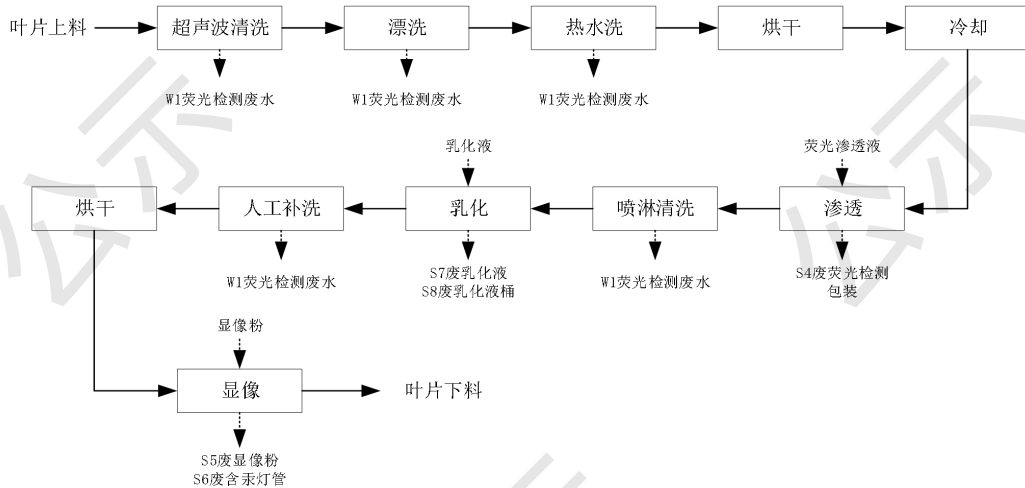 叶片上料
超声波清洗
漂洗
热水洗
烘干
冷却
W1荧光检测废水
W1荧光检测废水
W1荧光检测废水
乳化液
荧光渗透液
烘干
人工补洗
乳化
喷淋清洗
渗透
W1荧光检测废水
S7废乳化液
S8废乳化液桶
W1荧光检测废水
S4废荧光检测
包装
显像粉
显像
叶片下料
S5废显像粉
S6废含汞灯管
公示
公示